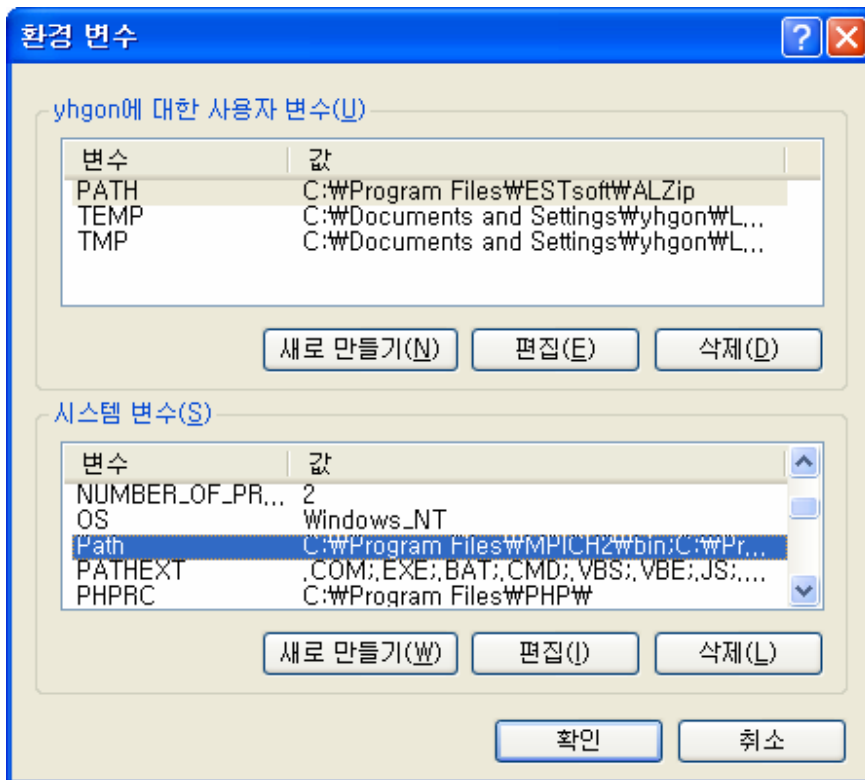 환경 변수
yhgon에 대한 사용자 변수(U)
변수 값
PATH C:₩Program Files₩ESTsoft₩ALZip
TEMP C:₩Documents and Settings₩yhgon₩L...
TMP C:₩Documents and Settings₩yhgon₩L...
새로 만들기(N) 편집(E) 삭제(D)
시스템 변수(S)
변수 값
NUMBER_OF_PR... 2
OS Windows_NT
Path C:₩Program Files₩MPICH2₩bin;C:₩Pr...
PATHEXT .COM;.EXE;.BAT;.CMD;.VBS;.VBE;.JS;....
PHPRC C:₩Program Files₩PHP₩
새로 만들기(W) 편집(I) 삭제(L)
확인 취소